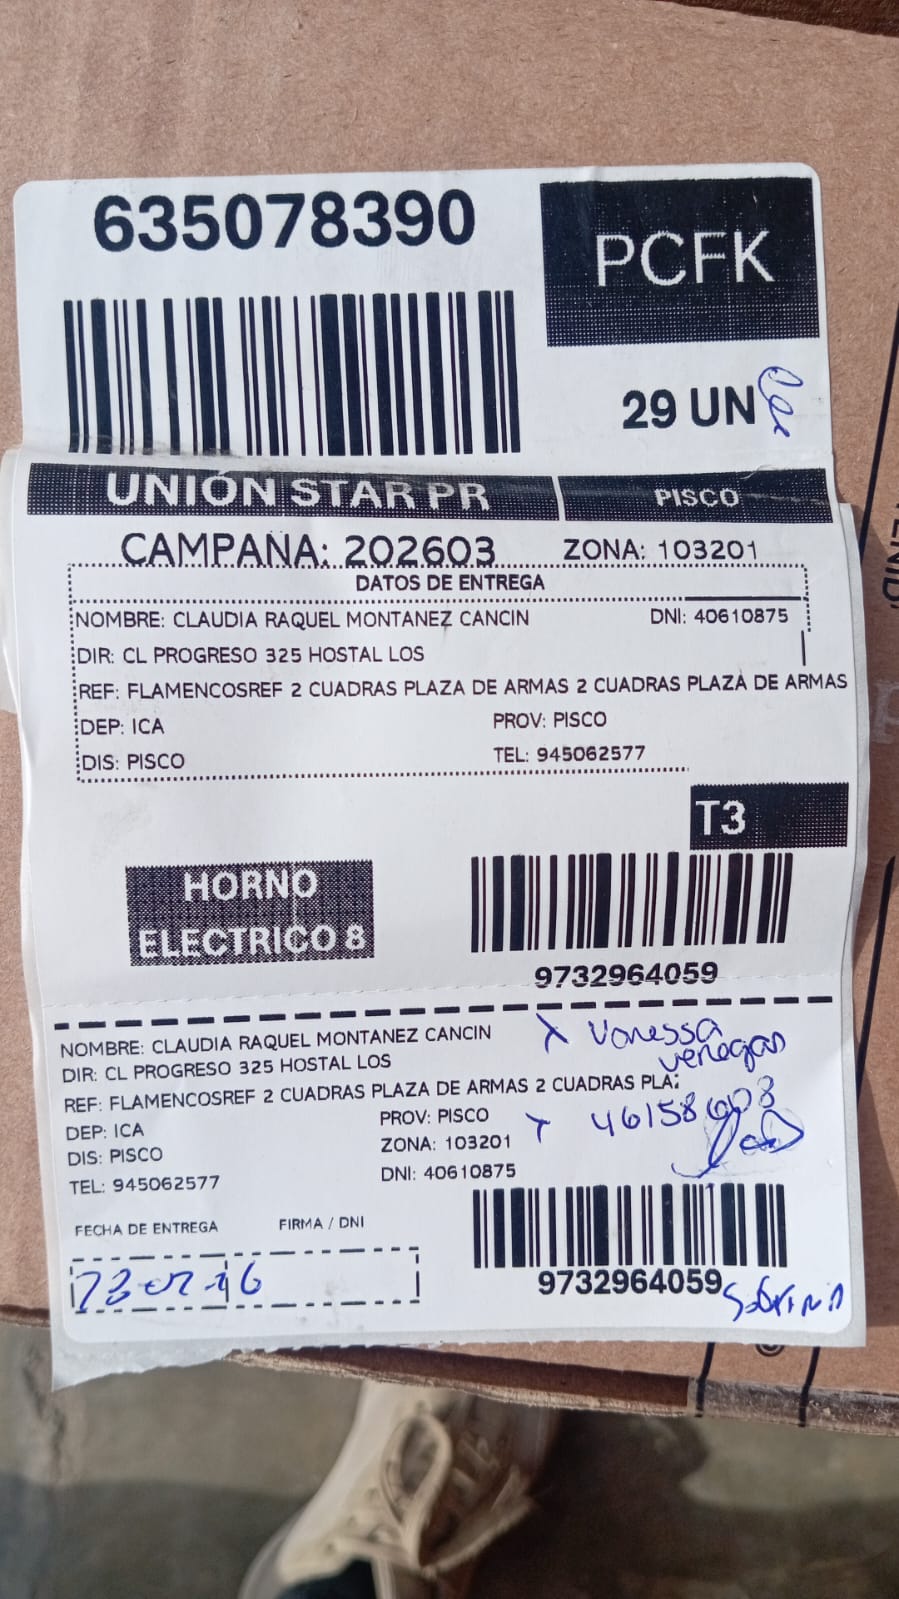 635078390
PCFK
29 UN
UNIÓN STAR PR
PISCO
CAMPAÑA: 202603 ZONA: 103201
DATOS DE ENTREGA
NOMBRE: CLAUDIA RAQUEL MONTANEZ CANCIN DNI: 40610875
DIR: CL PROGRESO 325 HOSTAL LOS
REF: FLAMENCOSREF 2 CUADRAS PLAZA DE ARMAS 2 CUADRAS PLAZA DE ARMAS
DEP: ICA PROV: PISCO
DIS: PISCO TEL: 945062577
T3
HORNO
ELECTRICO 8
9732964059
NOMBRE: CLAUDIA RAQUEL MONTANEZ CANCIN
DIR: CL PROGRESO 325 HOSTAL LOS
REF: FLAMENCOSREF 2 CUADRAS PLAZA DE ARMAS 2 CUADRAS PLA
DEP: ICA PROV: PISCO
DIS: PISCO ZONA: 103201
TEL: 945062577 DNI: 40610875
x Vanessa
venegas
x 46158608
FECHA DE ENTREGA FIRMA / DNI
9732964059
Sobrina